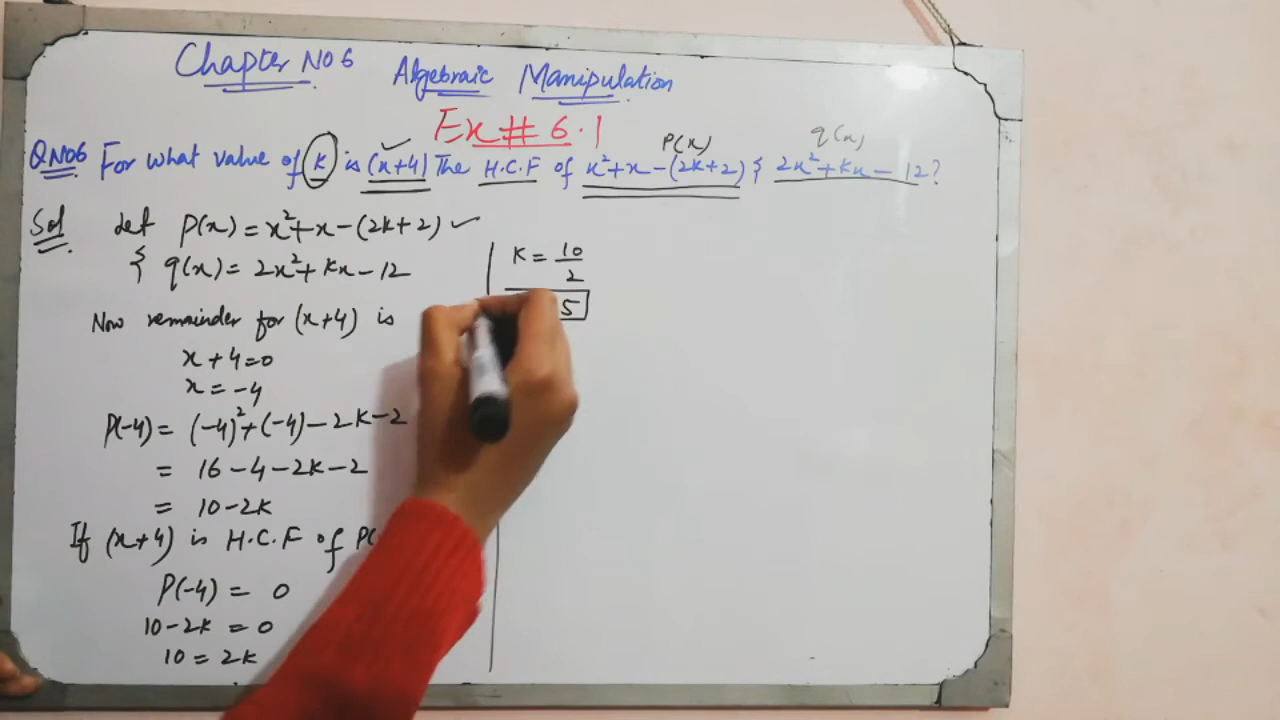 Chapter No 6 Algebraic Manipulation
Ex # 6.1
P(x) q(x)
Q No 6 For what value of k is (x+4) The H.C.F of x²+x-(2k+2) & 2x²+kx-12?
Sol Let P(x) = x²+x-(2k+2) ✓
& q(x) = 2x²+kx-12
Now remainder for (x+4) is
x+4=0
x=-4
P(-4) = (-4)²+(-4)-2k-2
= 16-4-2k-2
= 10-2k
If (x+4) is H.C.F of P(
P(-4) = 0
10-2k = 0
10 = 2k
k = 10/2
5